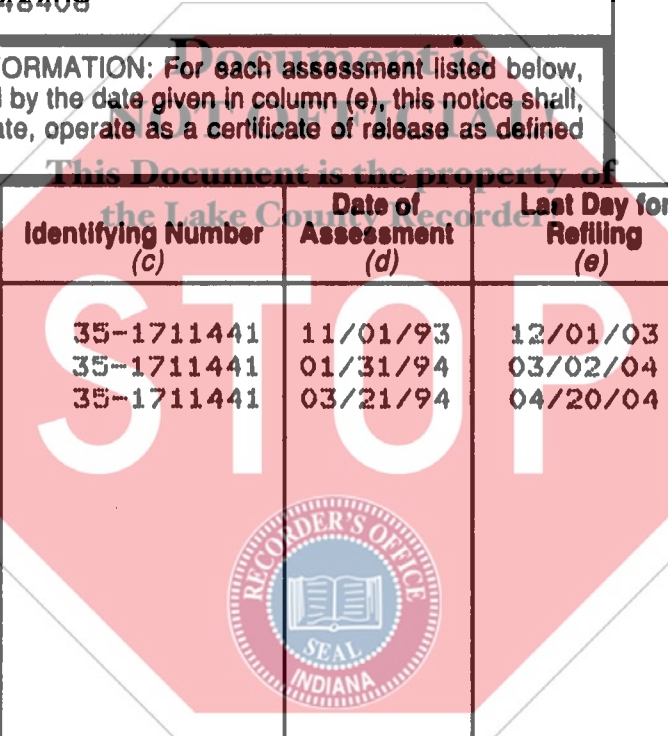 48408
Document is
ORMATION: For each assessment listed below,
by the date given in column (e), this notice shall,
NOT OFFICIAL!
ate, operate as a certificate of release as defined
This Document is the property of
the Lake County Recorder!
Identifying Number (c) Date of Assessment (d) Last Day for Refiling (e)
35-1711441 11/01/93 12/01/03
35-1711441 01/31/94 03/02/04
35-1711441 03/21/94 04/20/04
STOP
RECORDER'S OFFICE
SEAL
INDIANA